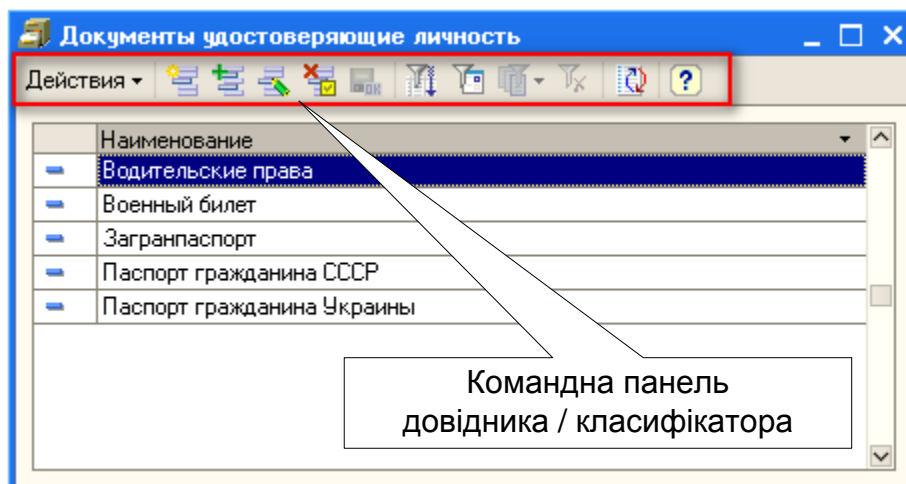 Документы удостоверяющие личность
Действия
?
Наименование
Водительские права
Военный билет
Загранпаспорт
Паспорт гражданина СССР
Паспорт гражданина Украины
Командна панель
довідника / класифікатора